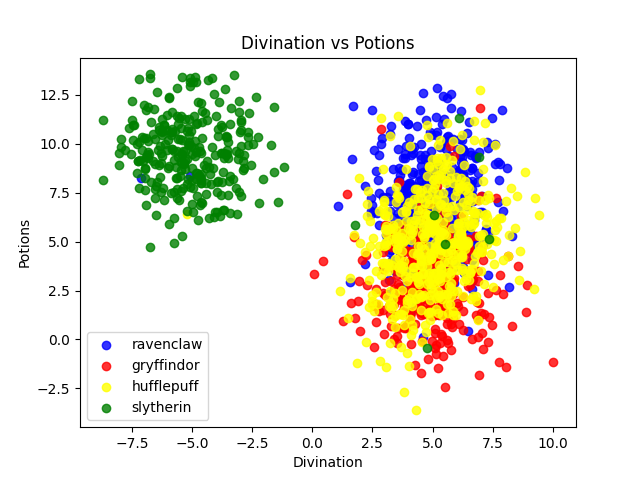 Divination vs Potions
12.5
10.0
7.5
5.0
2.5
0.0
−2.5
Potions
ravenclaw
gryffindor
hufflepuff
slytherin
−7.5 −5.0 −2.5 0.0 2.5 5.0 7.5 10.0
Divination